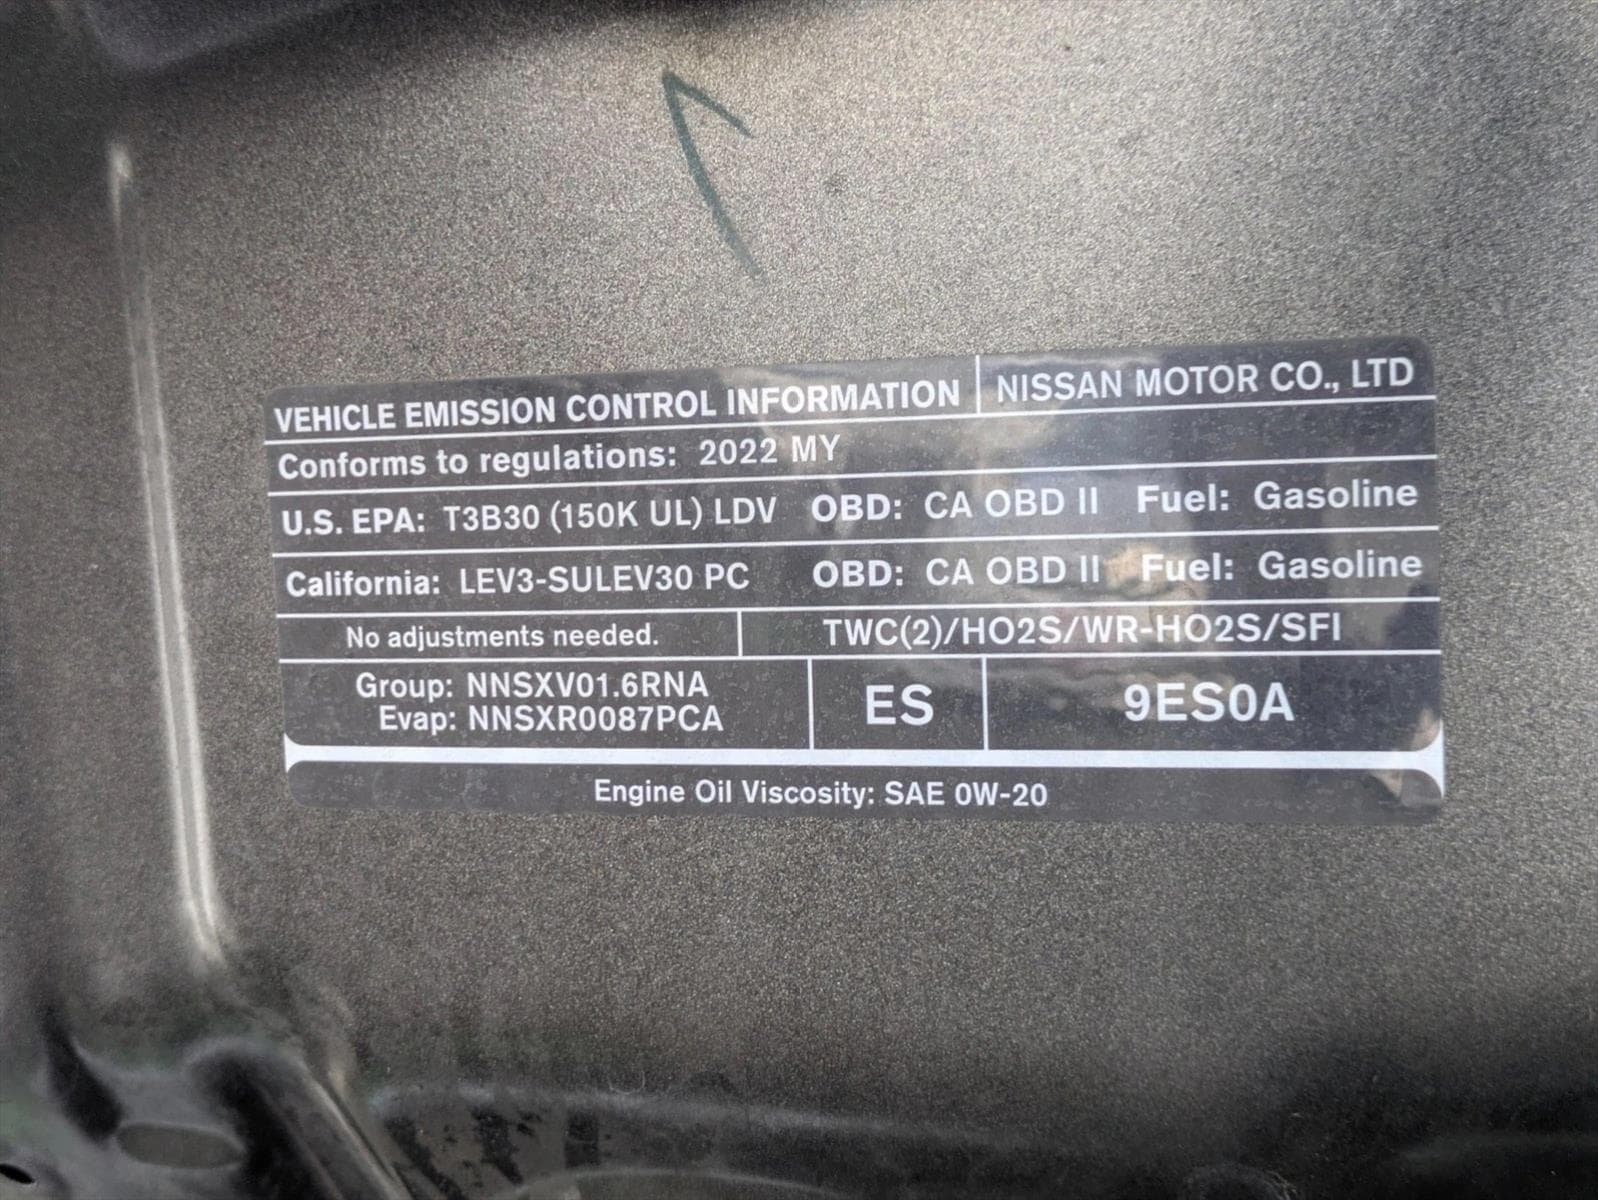 VEHICLE EMISSION CONTROL INFORMATION NISSAN MOTOR CO., LTD
Conforms to regulations: 2022 MY
U.S. EPA: T3B30 (150K UL) LDV OBD: CA OBD II Fuel: Gasoline
California: LEV3-SULEV30 PC OBD: CA OBD II Fuel: Gasoline
No adjustments needed. TWC(2)/HO2S/WR-HO2S/SFI
Group: NNSXV01.6RNA
Evap: NNSXR0087PCA
ES
9ES0A
Engine Oil Viscosity: SAE 0W-20